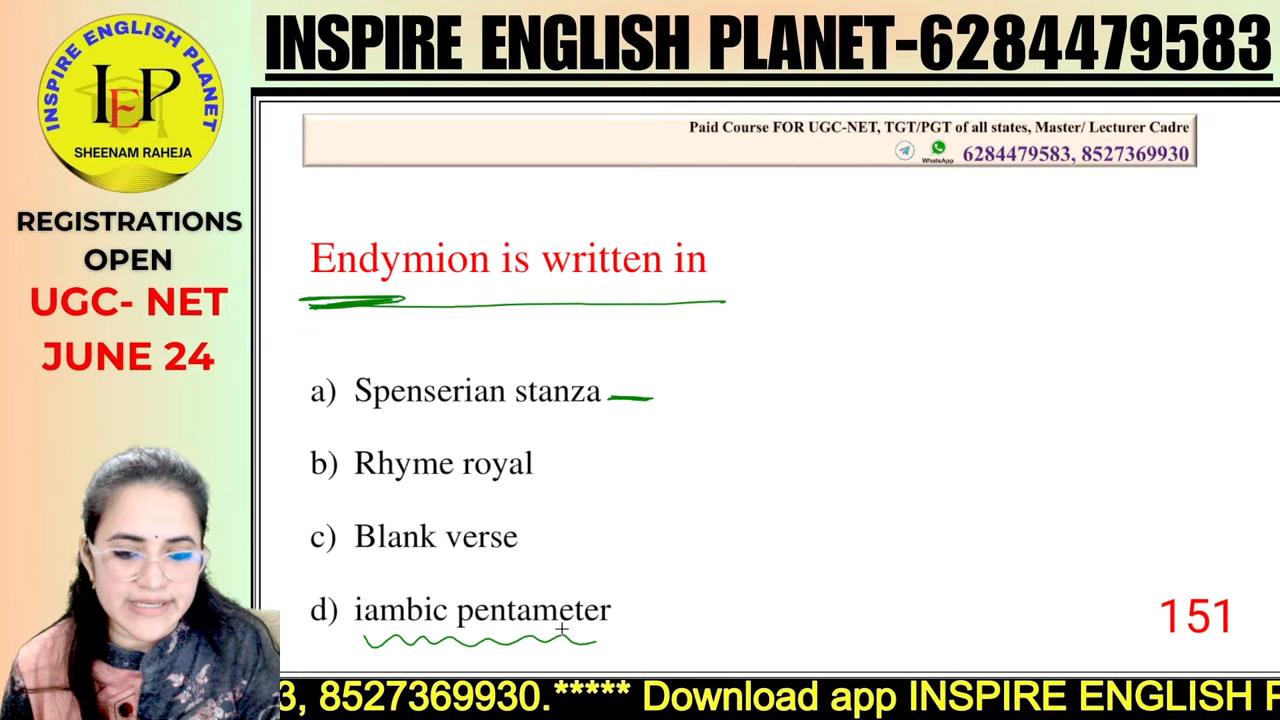 INSPIRE ENGLISH PLANET-6284479583
INSPIRE ENGLISH PLANET
IEP
SHEENAM RAHEJA
Paid Course FOR UGC-NET, TGT/PGT of all states, Master/ Lecturer Cadre
WhatsApp 6284479583, 8527369930
REGISTRATIONS
OPEN
UGC- NET
JUNE 24
Endymion is written in
a) Spenserian stanza
b) Rhyme royal
c) Blank verse
d) iambic pentameter
151
3, 8527369930.***** Download app INSPIRE ENGLISH